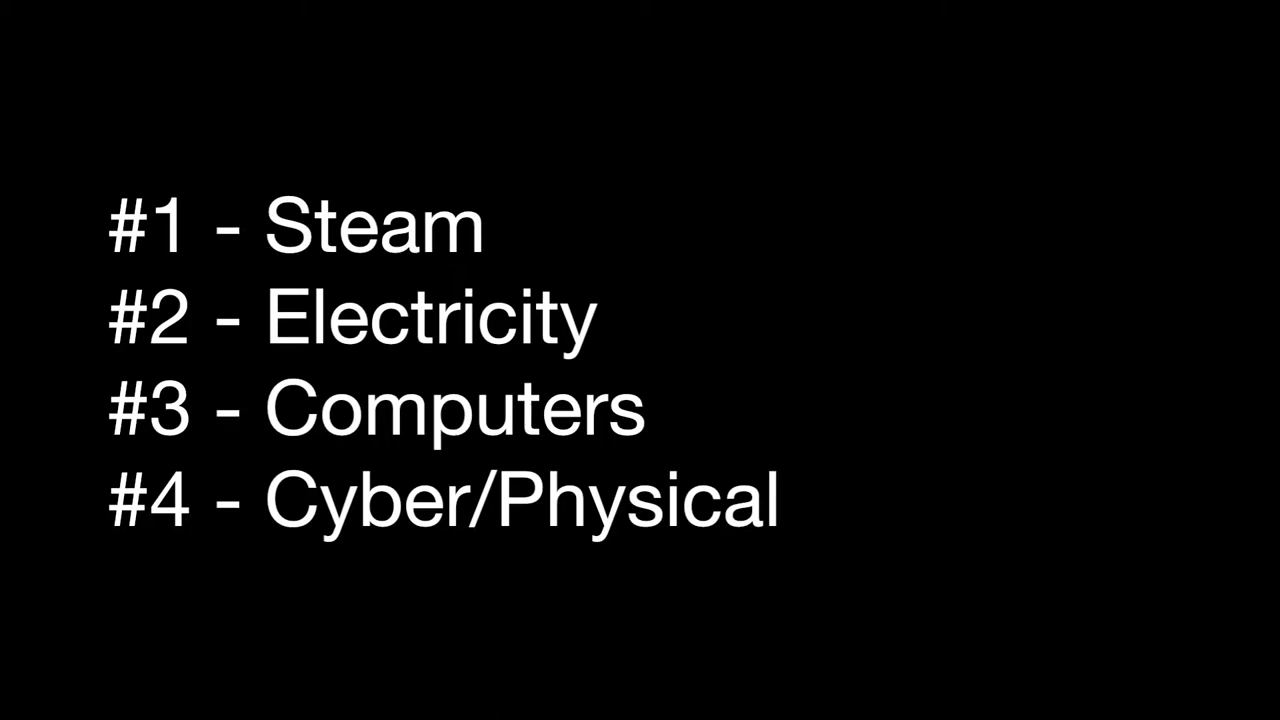 #1 - Steam
#2 - Electricity
#3 - Computers
#4 - Cyber/Physical